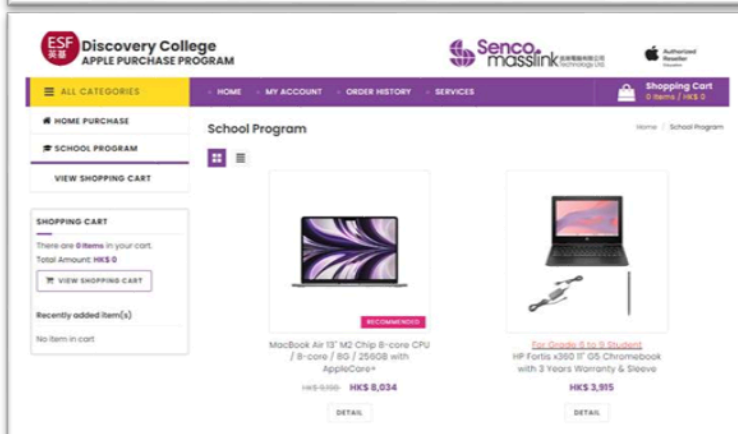 ESF
英基
Discovery College
APPLE PURCHASE PROGRAM
Senco
masslink
Technology Ltd.
Authorized
Reseller
ALL CATEGORIES
HOME
MY ACCOUNT
ORDER HISTORY
SERVICES
Shopping Cart
0 items / HK$ 0
HOME PURCHASE
SCHOOL PROGRAM
VIEW SHOPPING CART
School Program
Home / School Program
SHOPPING CART
There are 0 items in your cart.
Total Amount: HK$ 0
VIEW SHOPPING CART
Recently added item(s)
No item in cart
RECOMMENDED
MacBook Air 13" M2 Chip 8-core CPU
/ 8-core / 8G / 256GB with
AppleCare+
HK$ 8,034
DETAIL
For Grade 6 to 9 Student
HP Fortis x360 11" G5 Chromebook
with 3 Years Warranty & Sleeve
HK$ 3,915
DETAIL